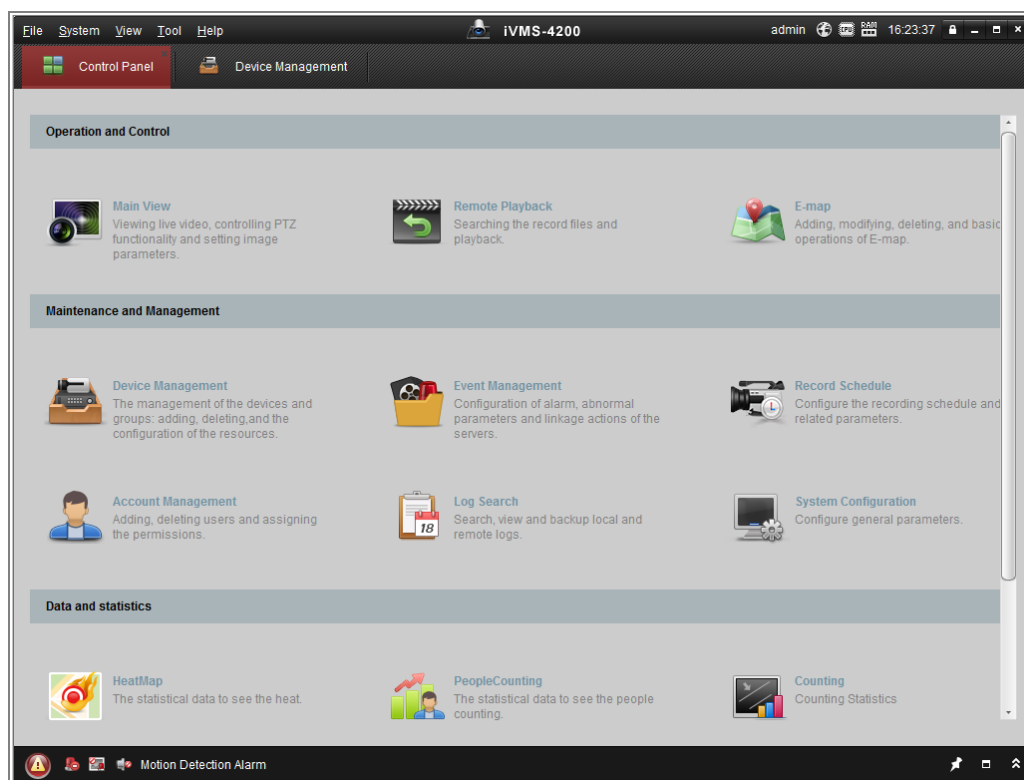 File System View Tool Help iVMS-4200 admin CPU RAM 16:23:37
Control Panel Device Management
Operation and Control
Main View
Viewing live video, controlling PTZ
functionality and setting image
parameters.
Remote Playback
Searching the record files and
playback.
E-map
Adding, modifying, deleting, and basic
operations of E-map.
Maintenance and Management
Device Management
The management of the devices and
groups: adding, deleting,and the
configuration of the resources.
Event Management
Configuration of alarm, abnormal
parameters and linkage actions of the
servers.
Record Schedule
Configure the recording schedule and
related parameters.
Account Management
Adding, deleting users and assigning
the permissions.
18
Log Search
Search, view and backup local and
remote logs.
System Configuration
Configure general parameters.
Data and statistics
HeatMap
The statistical data to see the heat.
PeopleCounting
The statistical data to see the people
counting.
Counting
Counting Statistics
Motion Detection Alarm